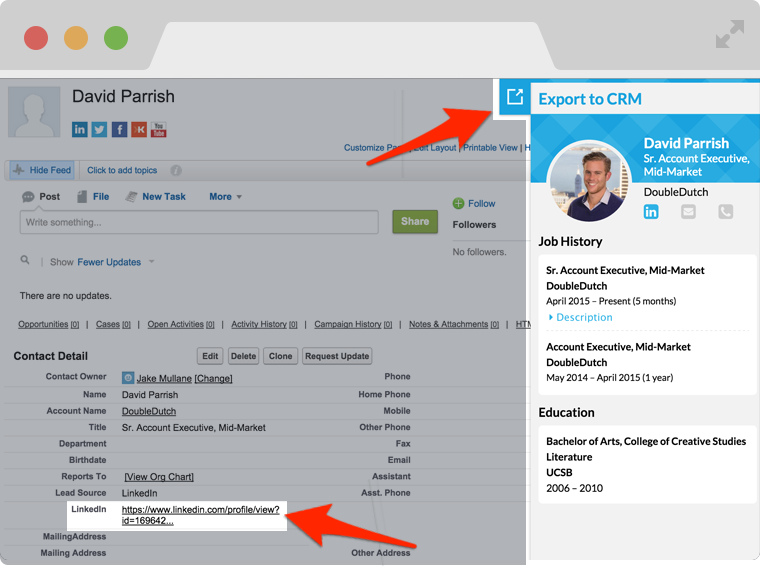 David Parrish
in
f
You
Tube
Customize Pa
Edit Layout | Printable View | H
Hide Feed
Click to add topics
i
Post
File
New Task
More
Write something...
Share
Follow
Followers
No followers.
Show Fewer Updates
There are no updates.
Opportunities [0] | Cases [0] | Open Activities [0] | Activity History [0] | Campaign History [0] | Notes & Attachments [0] | HTM
Contact Detail
Edit
Delete
Clone
Request Update
Contact Owner Jake Mullane [Change] Phone
Name David Parrish Home Phone
Account Name DoubleDutch Mobile
Title Sr. Account Executive, Mid-Market Other Phone
Department Fax
Birthdate Email
Reports To [View Org Chart] Assistant
Lead Source LinkedIn Asst. Phone
LinkedIn https://www.linkedin.com/profile/view?
id=169642...
MailingAddress
Mailing Address Other Address
Export to CRM
David Parrish
Sr. Account Executive,
Mid-Market
DoubleDutch
in
Job History
Sr. Account Executive, Mid-Market
DoubleDutch
April 2015 – Present (5 months)
Description
Account Executive, Mid-Market
DoubleDutch
May 2014 – April 2015 (1 year)
Education
Bachelor of Arts, College of Creative Studies
Literature
UCSB
2006 – 2010